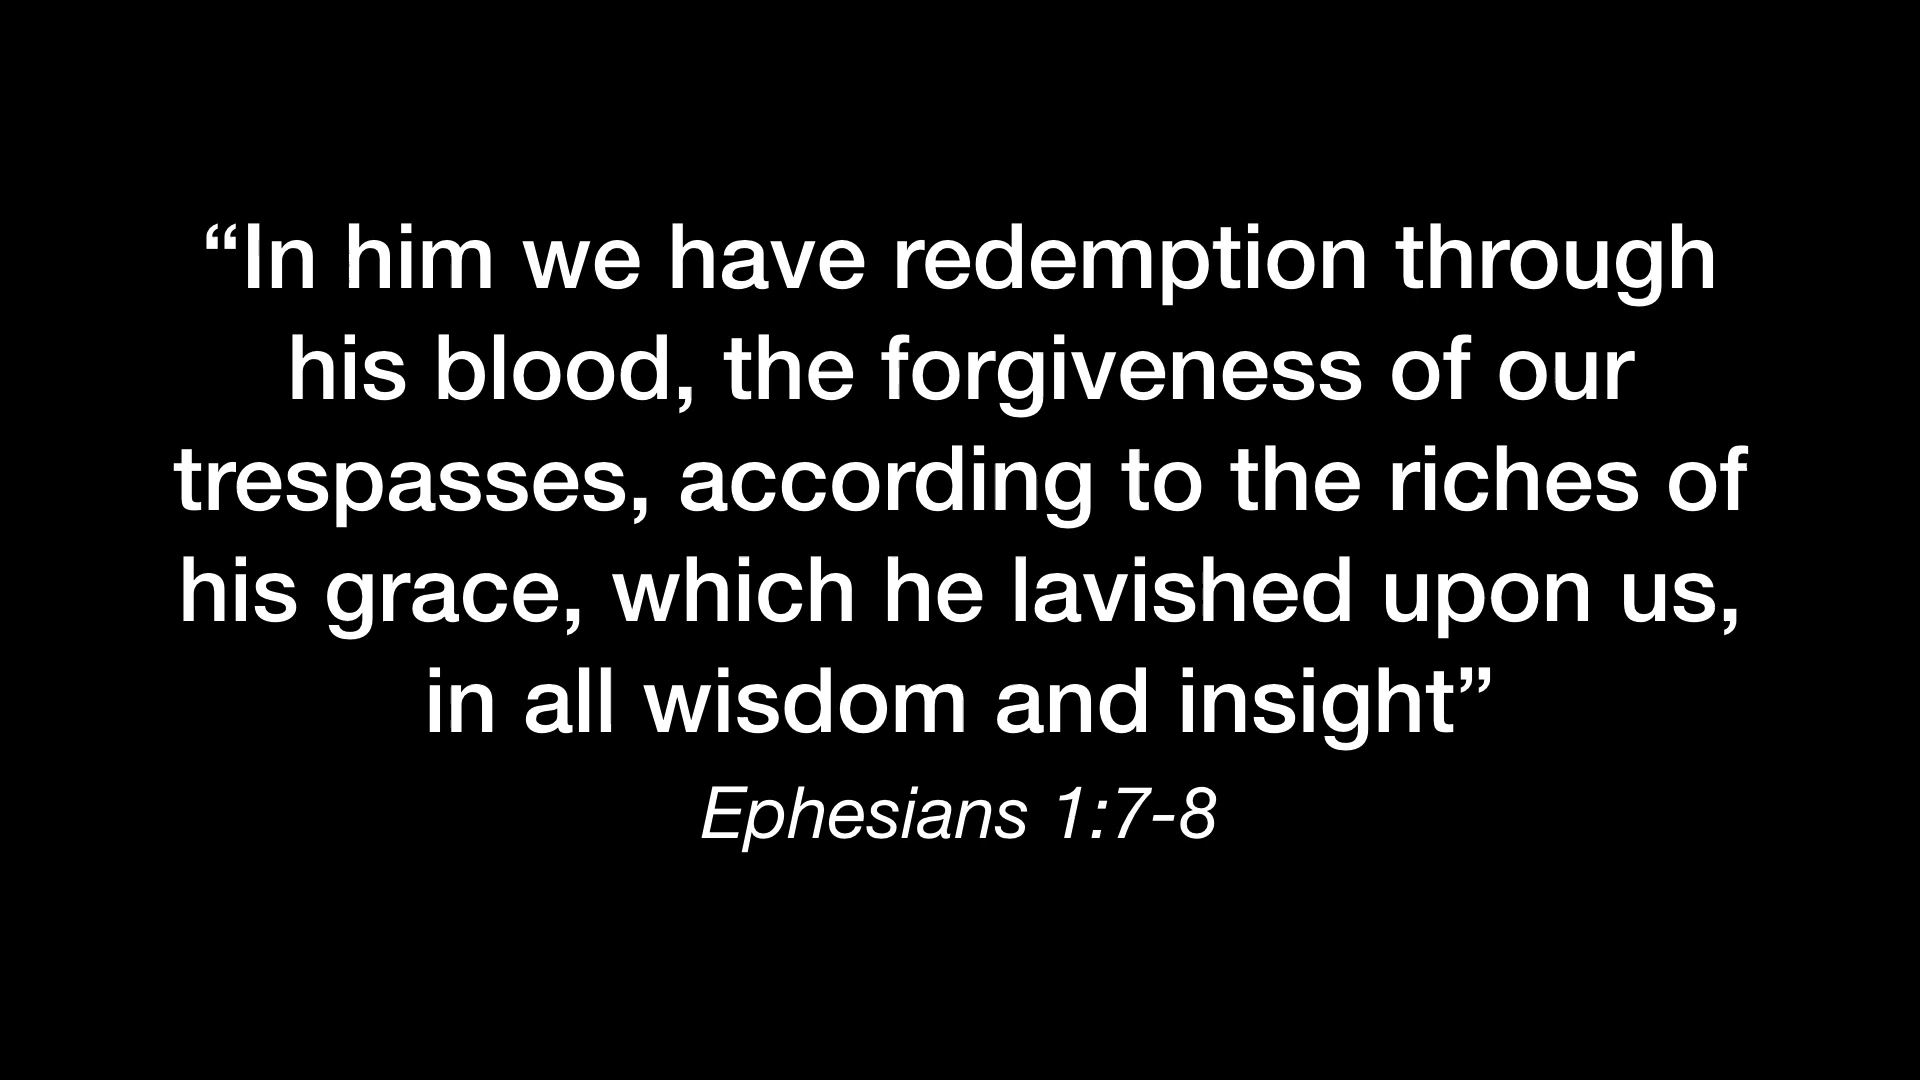 “In him we have redemption through
his blood, the forgiveness of our
trespasses, according to the riches of
his grace, which he lavished upon us,
in all wisdom and insight”
Ephesians 1:7-8